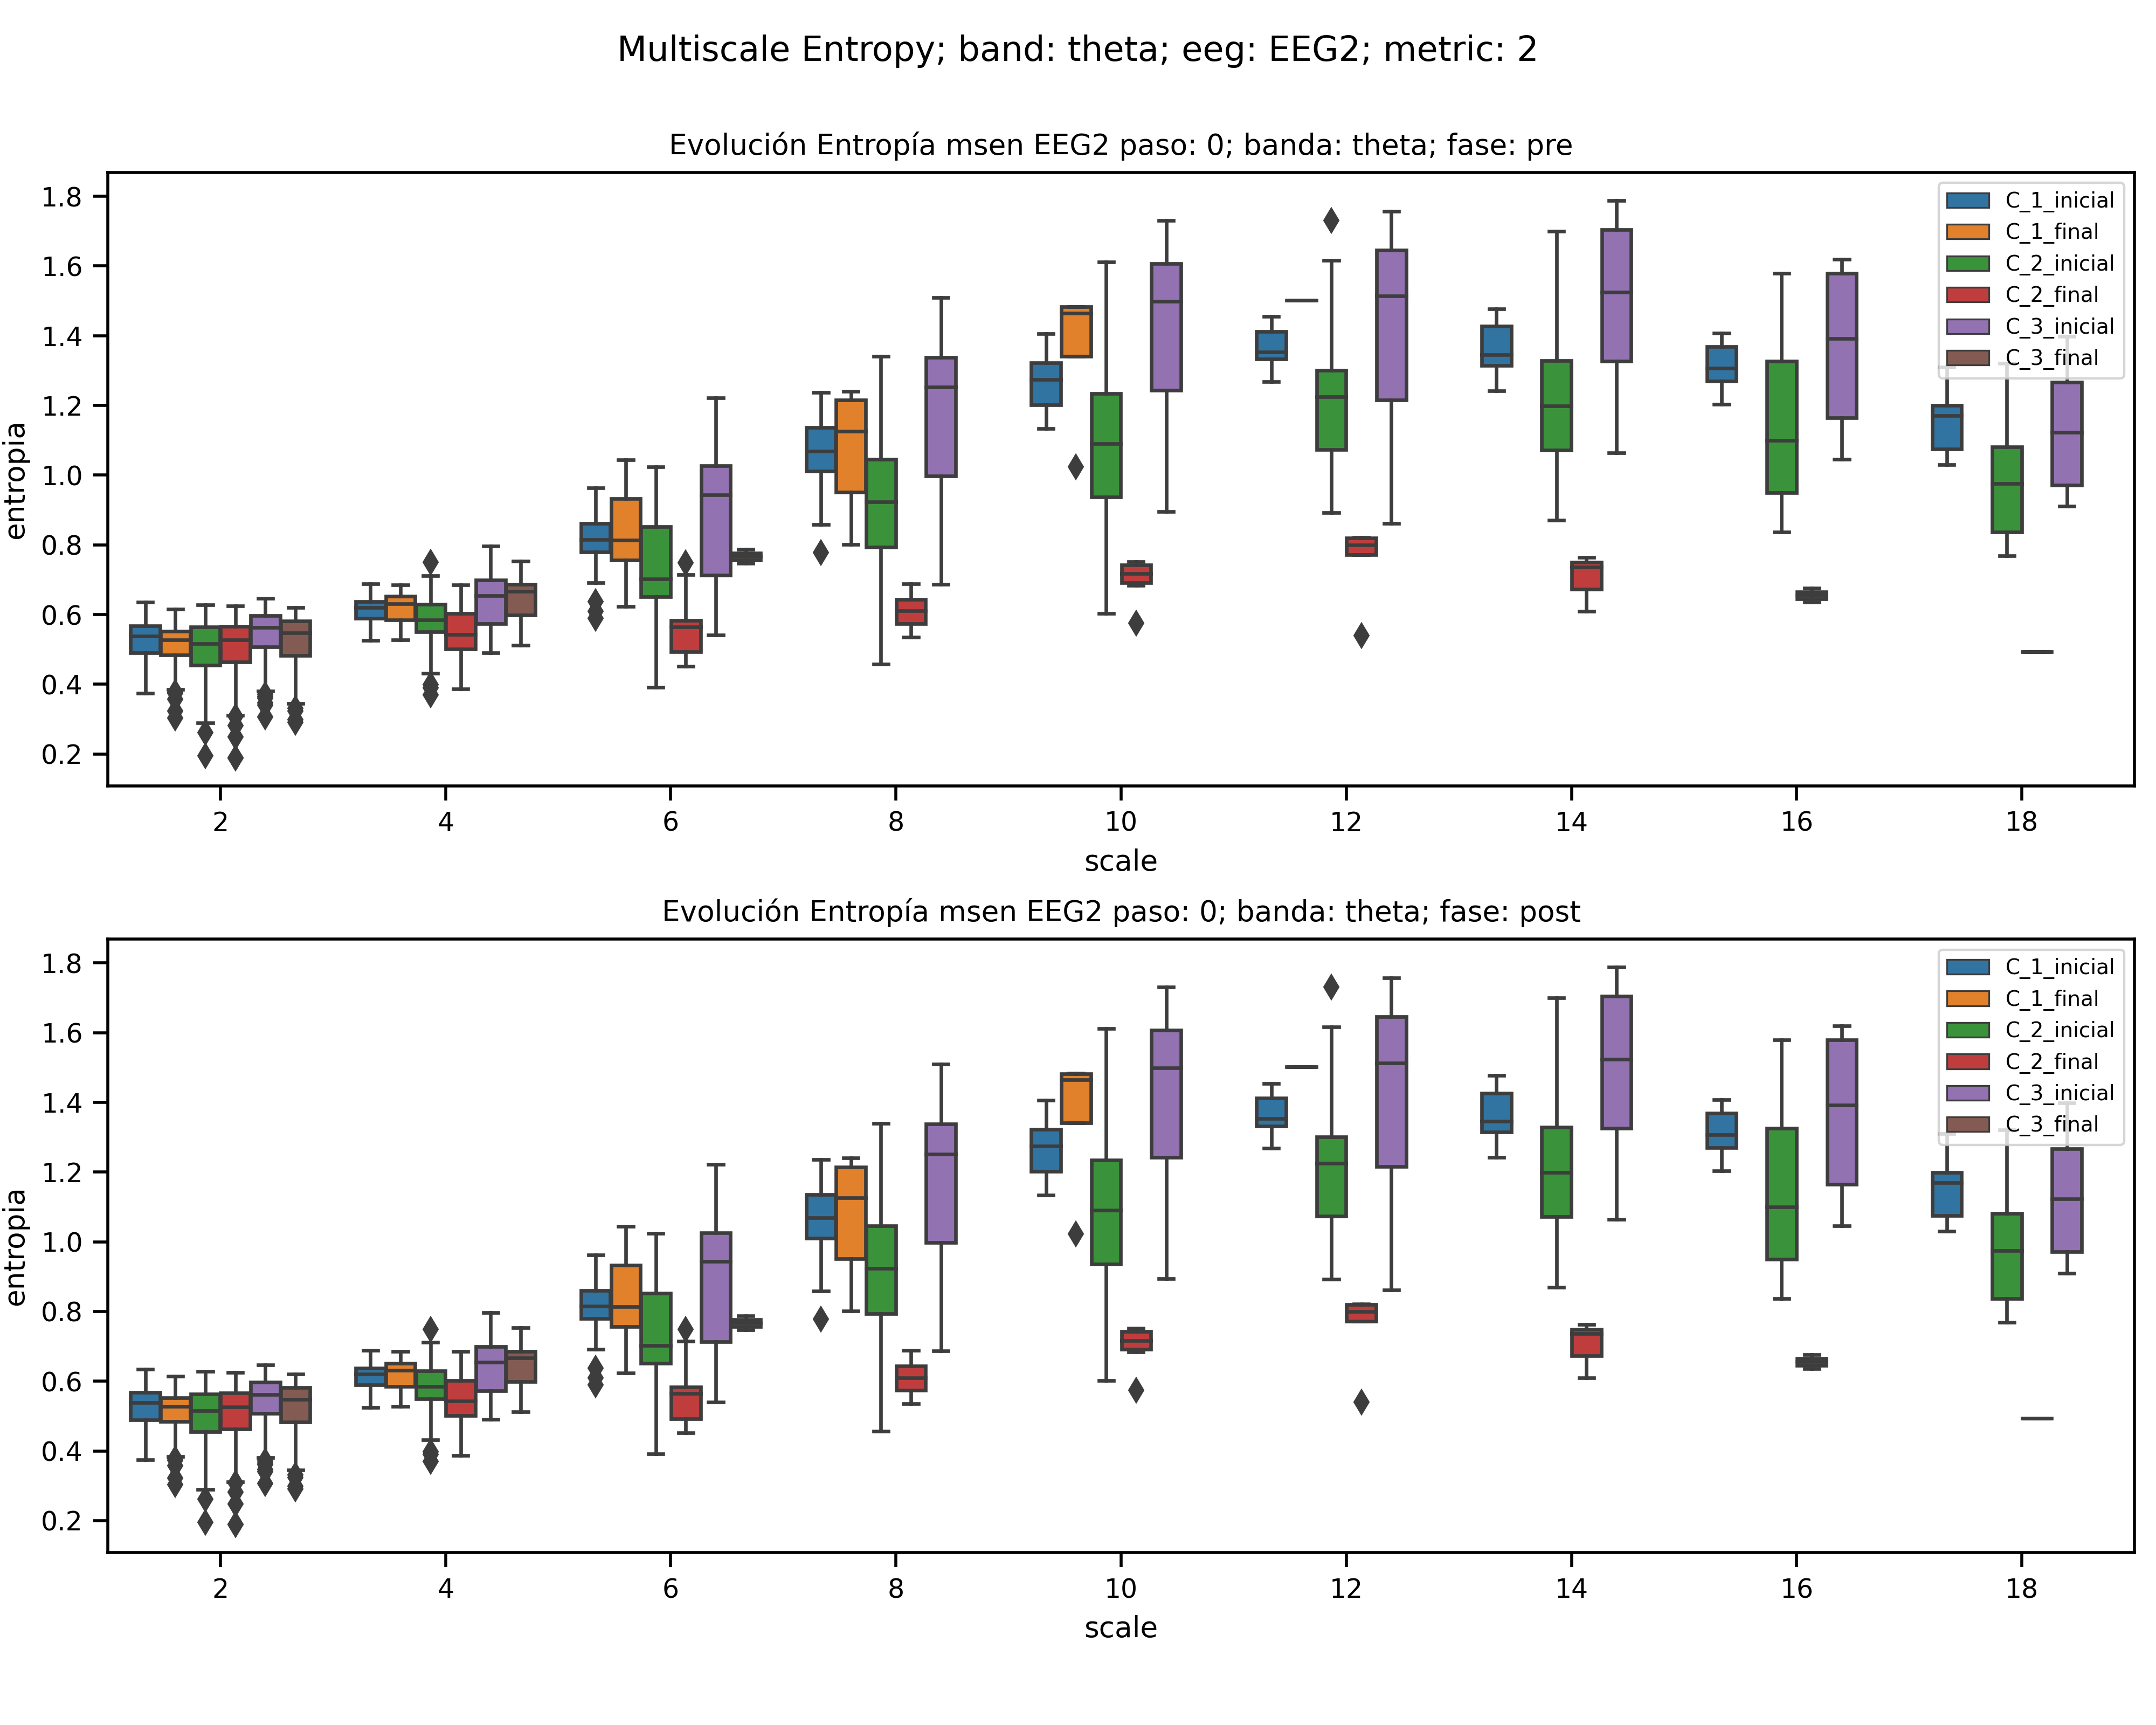 Multiscale Entropy; band: theta; eeg: EEG2; metric: 2
Evolución Entropía msen EEG2 paso: 0; banda: theta; fase: pre
1.8
1.6
1.4
1.2
1.0
0.8
0.6
0.4
0.2
entropia
C_1_inicial
C_1_final
C_2_inicial
C_2_final
C_3_inicial
C_3_final
2 4 6 8 10 12 14 16 18
scale
Evolución Entropía msen EEG2 paso: 0; banda: theta; fase: post
1.8
1.6
1.4
1.2
1.0
0.8
0.6
0.4
0.2
entropia
C_1_inicial
C_1_final
C_2_inicial
C_2_final
C_3_inicial
C_3_final
2 4 6 8 10 12 14 16 18
scale